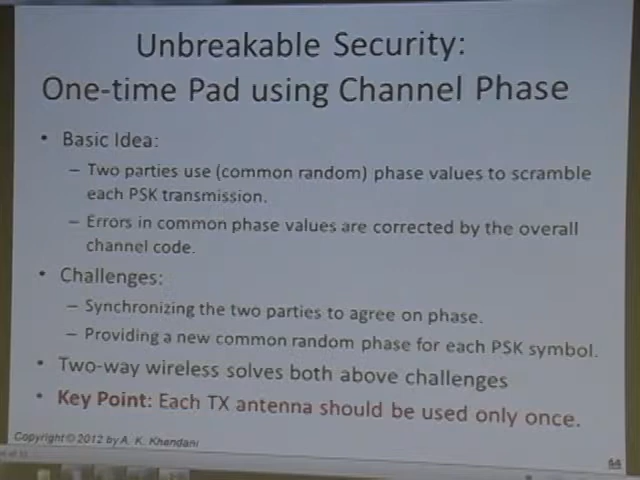 Unbreakable Security:
One-time Pad using Channel Phase
• Basic Idea:
– Two parties use (common random) phase values to scramble
each PSK transmission.
– Errors in common phase values are corrected by the overall
channel code.
• Challenges:
– Synchronizing the two parties to agree on phase.
– Providing a new common random phase for each PSK symbol.
• Two-way wireless solves both above challenges
• Key Point: Each TX antenna should be used only once.
Copyright © 2012 by A. K. Khandani
64